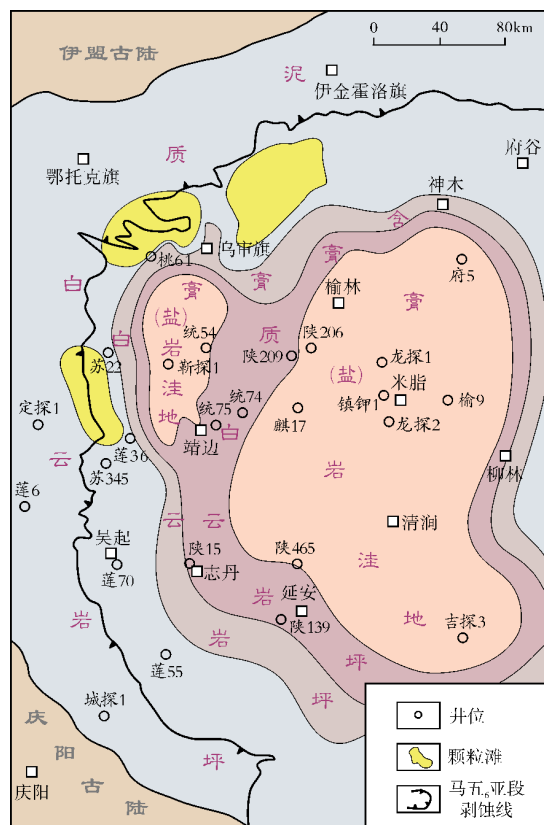 伊盟古陆
0 40 80km
泥
伊金霍洛旗
府谷
质
鄂托克旗
神木
含
乌审旗
桃61
膏
膏
府5
白
膏
榆林
膏
(盐)
质
统54
陕206
白
岩
陕209
龙探1
苏22
靳探1
(盐)
洼
米脂
镇钾1
榆9
地
统74
定探1
统75
白
麒17
龙探2
靖边
莲36
云
岩
柳林
苏345
莲6
清涧
云
云
吴起
陕15
陕465
洼
莲70
志丹
延安
岩
地
岩
陕139
吉探3
岩
坪
莲55
坪
城探1
庆
阳
坪
古
庆阳
陆
井位
颗粒滩
马五₆亚段
剥蚀线